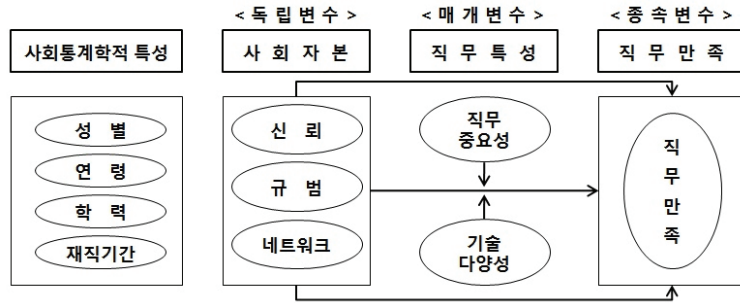 < 독 립 변 수 >
< 매 개 변 수 >
< 종 속 변 수 >
사회통계학적 특성
사 회 자 본
직 무 특 성
직 무 만 족
성 별
연 령
학 력
재직기간
신 뢰
규 범
네트워크
직무
중요성
기술
다양성
직
무
만
족